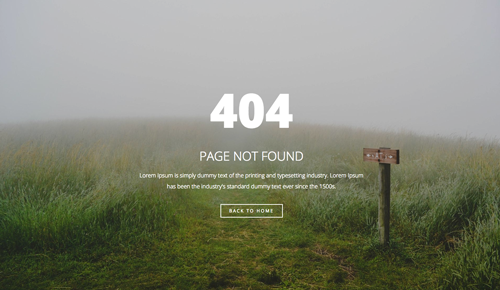 404
PAGE NOT FOUND
Lorem Ipsum is simply dummy text of the printing and typesetting industry. Lorem Ipsum
has been the industry's standard dummy text ever since the 1500s.
BACK TO HOME